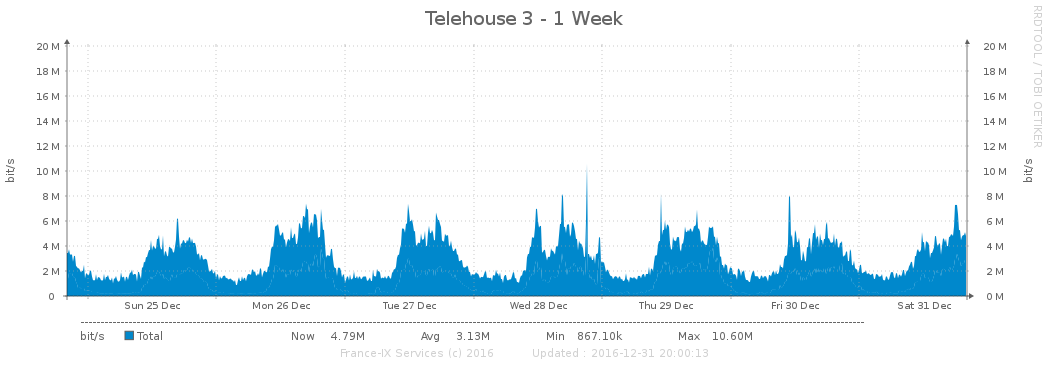 Telehouse 3 - 1 Week
RRDTOOL / TOBI OETIKER
bit/s
bit/s
20 M 20 M
18 M 18 M
16 M 16 M
14 M 14 M
12 M 12 M
10 M 10 M
8 M 8 M
6 M 6 M
4 M 4 M
2 M 2 M
0 0 M
Sun 25 Dec Mon 26 Dec Tue 27 Dec Wed 28 Dec Thu 29 Dec Fri 30 Dec Sat 31 Dec
bit/s Total Now 4.79M Avg 3.13M Min 867.10k Max 10.60M
France-IX Services (c) 2016 Updated : 2016-12-31 20:00:13